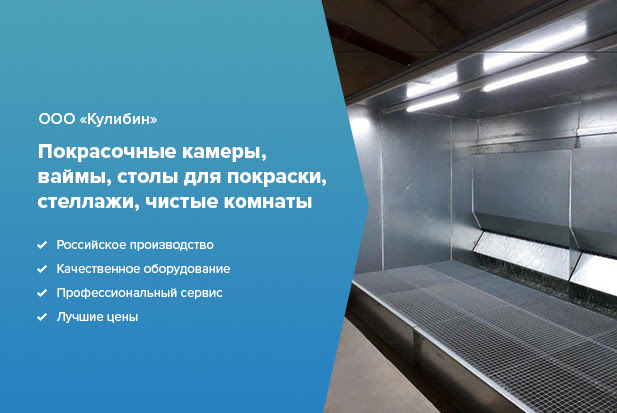 ООО «Кулибин»
Покрасочные камеры,
ваймы, столы для покраски,
стеллажи, чистые комнаты
Российское производство
Качественное оборудование
Профессиональный сервис
Лучшие цены